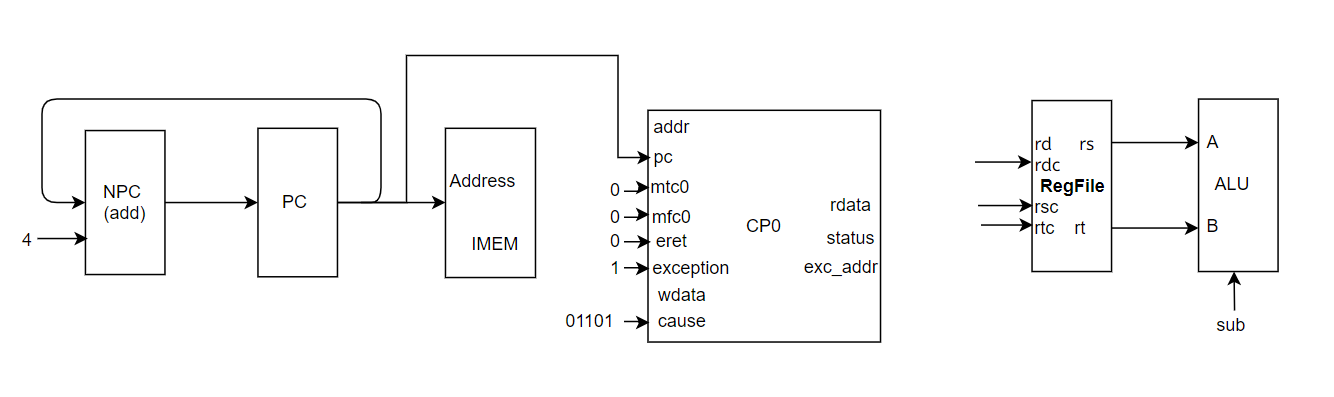 NPC
(add)
4
PC
Address
IMEM
addr
pc
0
mtc0
0
mfc0
0
eret
1
exception
wdata
01101
cause
CP0
rdata
status
exc_addr
rd
rs
rdc
RegFile
rsc
rtc
rt
A
ALU
B
sub